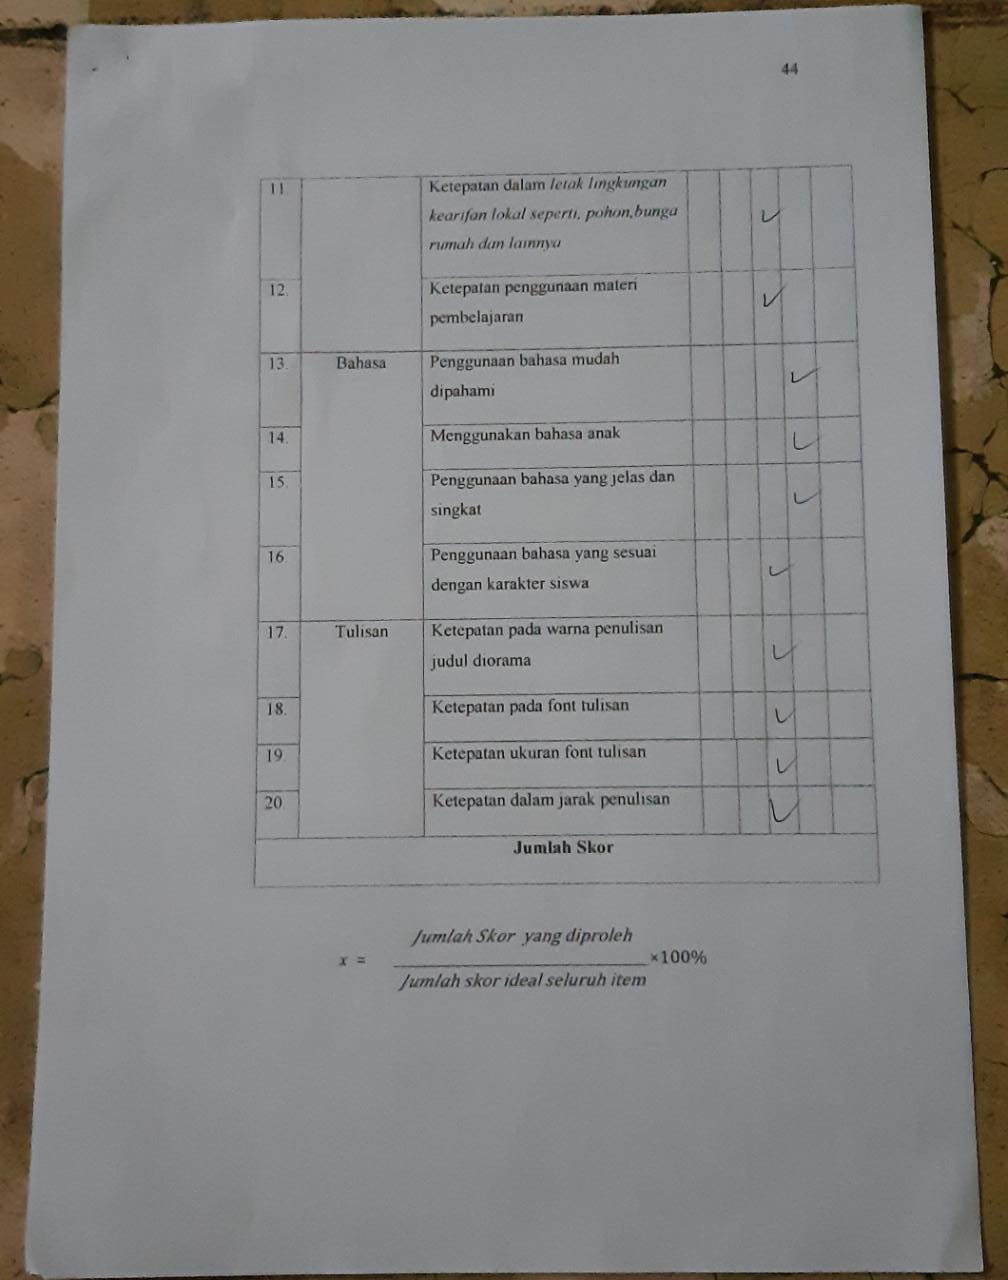 44
11 Ketepatan dalam letak lingkungan
kearifan lokal seperti, pohon,bunga
rumah dan lainnya
12. Ketepatan penggunaan materi
pembelajaran
13. Bahasa Penggunaan bahasa mudah
dipahami
14. Menggunakan bahasa anak
15. Penggunaan bahasa yang jelas dan
singkat
16 Penggunaan bahasa yang sesuai
dengan karakter siswa
17. Tulisan Ketepatan pada warna penulisan
judul diorama
18. Ketepatan pada font tulisan
19 Ketepatan ukuran font tulisan
20 Ketepatan dalam jarak penulisan
Jumlah Skor
Jumlah Skor yang diproleh
x = ×100%
Jumlah skor ideal seluruh item